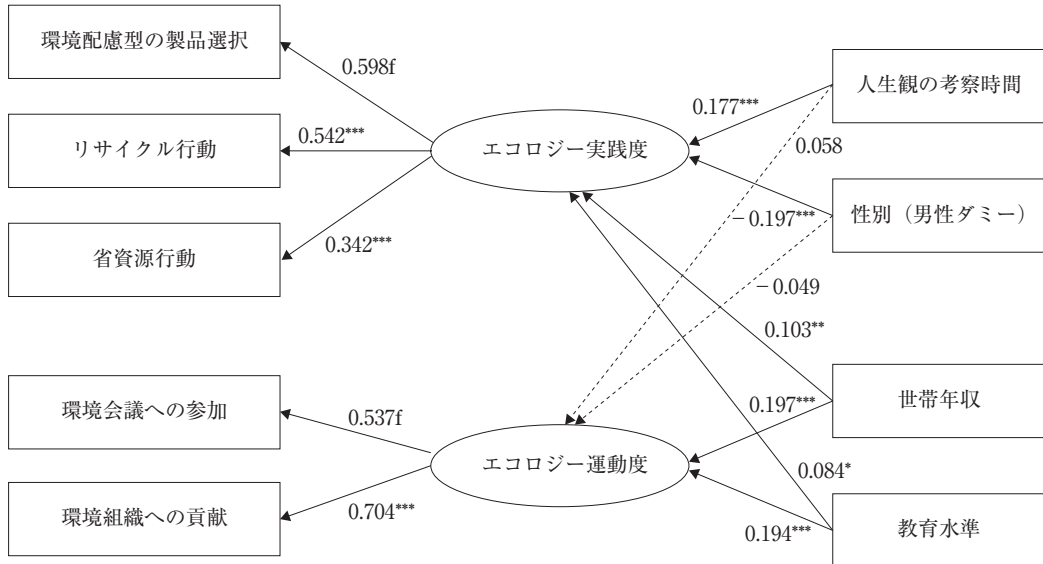 環境配慮型の製品選択
0.598f
人生観の考察時間
0.177***
リサイクル行動
0.542***
エコロジー実践度
0.058
性別（男性ダミー）
－0.197***
省資源行動
0.342***
－0.049
0.103**
環境会議への参加
0.537f
世帯年収
0.197***
エコロジー運動度
0.084*
環境組織への貢献
0.704***
0.194***
教育水準